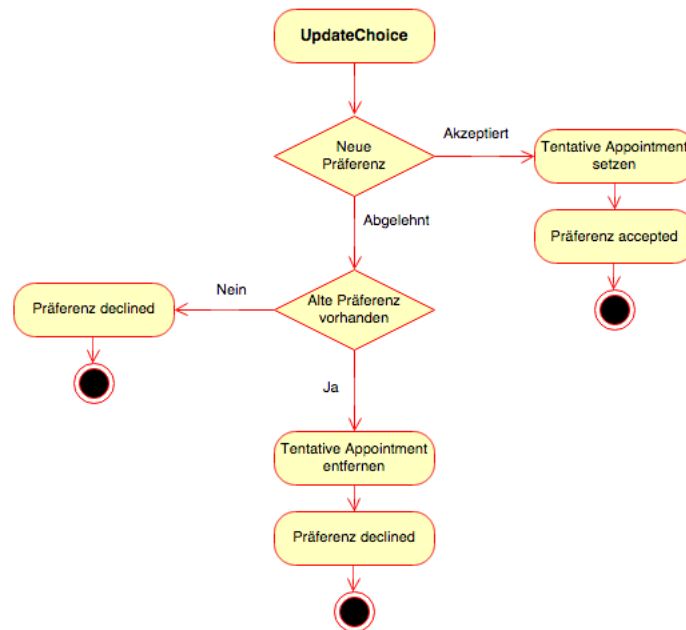 UpdateChoice
Neue
Präferenz
Akzeptiert
Tentative Appointment
setzen
Abgelehnt
Präferenz accepted
Präferenz declined
Nein
Alte Präferenz
vorhanden
Ja
Tentative Appointment
entfernen
Präferenz declined